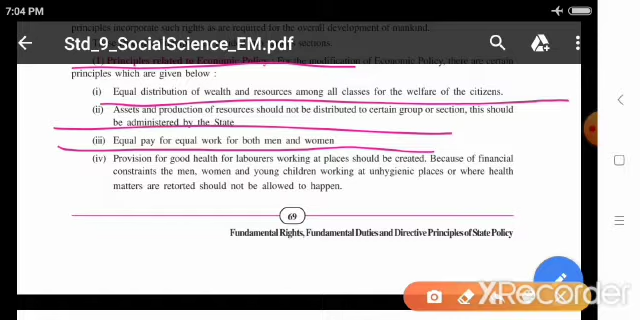 7:04 PM
principles incorporate such rights as are required for the overall development of mankind..
Std_9_SocialScience_EM.pdf
sections.
(1) Principles related to Economic Policy : For the modification of Economic Policy, there are certain
principles which are given below :
(i) Equal distribution of wealth and resources among all classes for the welfare of the citizens.
(ii) Assets and production of resources should not be distributed to certain group or section, this should
be administered by the State
(iii) Equal pay for equal work for both men and women
(iv) Provision for good health for labourers working at places should be created. Because of financial
constraints the men, women and young children working at unhygienic places or where health
matters are retorted should not be allowed to happen.
69
Fundamental Rights, Fundamental Duties and Directive Principles of State Policy
XRecorder